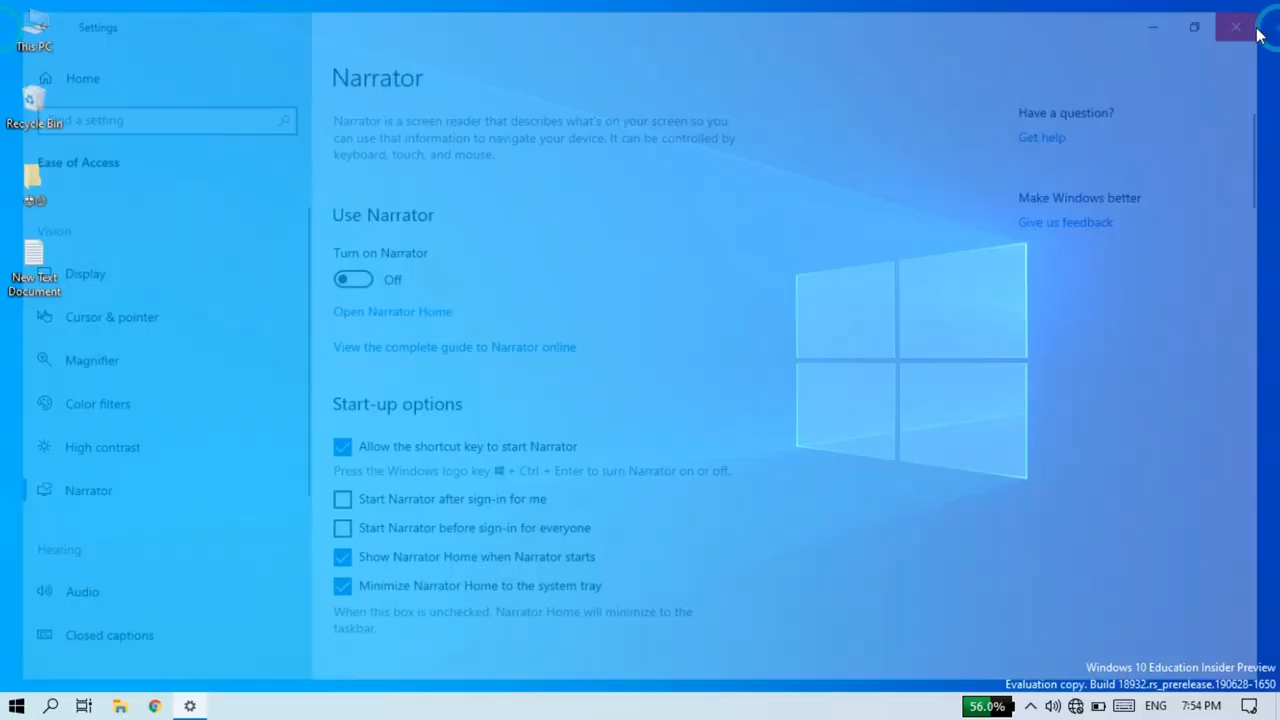 This PC
Recycle Bin
New Text
Document
Settings
Home
d a setting
Ease of Access
Vision
Display
Cursor & pointer
Magnifier
Color filters
High contrast
Narrator
Hearing
Audio
Closed captions
Narrator
Narrator is a screen reader that describes what's on your screen so you
can use that information to navigate your device. It can be controlled by
keyboard, touch, and mouse.
Use Narrator
Turn on Narrator
Off
Open Narrator Home
View the complete guide to Narrator online
Start-up options
Allow the shortcut key to start Narrator
Press the Windows logo key + Ctrl + Enter to turn Narrator on or off.
Start Narrator after sign-in for me
Start Narrator before sign-in for everyone
Show Narrator Home when Narrator starts
Minimize Narrator Home to the system tray
When this box is unchecked, Narrator Home will minimize to the
taskbar.
Have a question?
Get help
Make Windows better
Give us feedback
Windows 10 Education Insider Preview
Evaluation copy. Build 18932.rs_prerelease.190628-1650
56.0%
ENG
7:54 PM